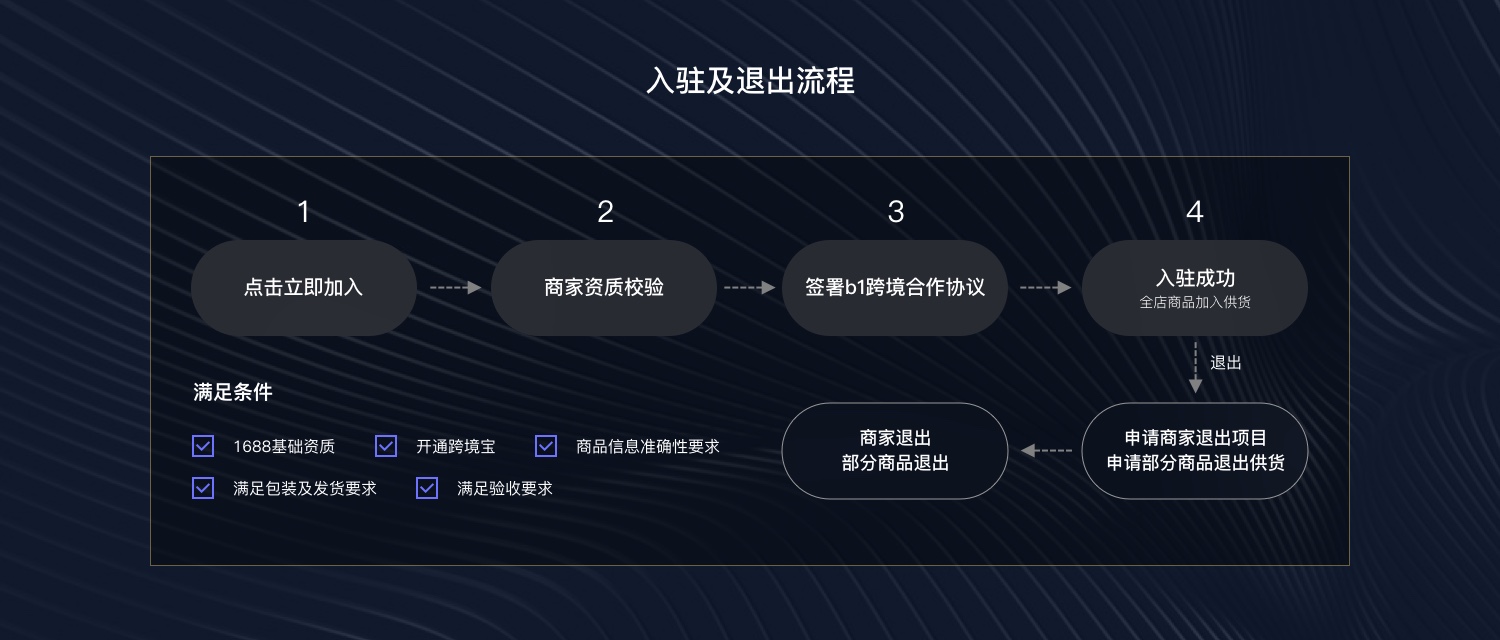 入驻及退出流程
1
2
3
4
点击立即加入
商家资质校验
签署b1跨境合作协议
入驻成功
全店商品加入供货
退出
满足条件
1688基础资质
开通跨境宝
商品信息准确性要求
满足包装及发货要求
满足验收要求
商家退出
部分商品退出
申请商家退出项目
申请部分商品退出供货